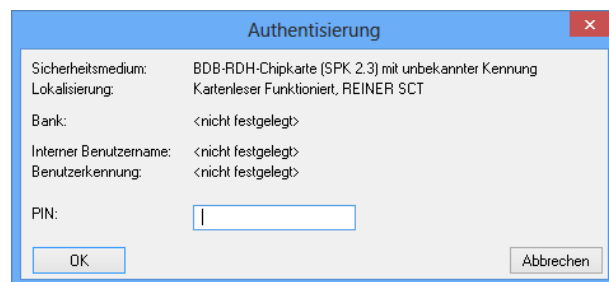 Authentisierung
Sicherheitsmedium: BDB-RDH-Chipkarte (SPK 2.3) mit unbekannter Kennung
Lokalisierung: Kartenleser Funktioniert, REINER SCT
Bank: <nicht festgelegt>
Interner Benutzername: <nicht festgelegt>
Benutzerkennung: <nicht festgelegt>
PIN:
OK Abbrechen